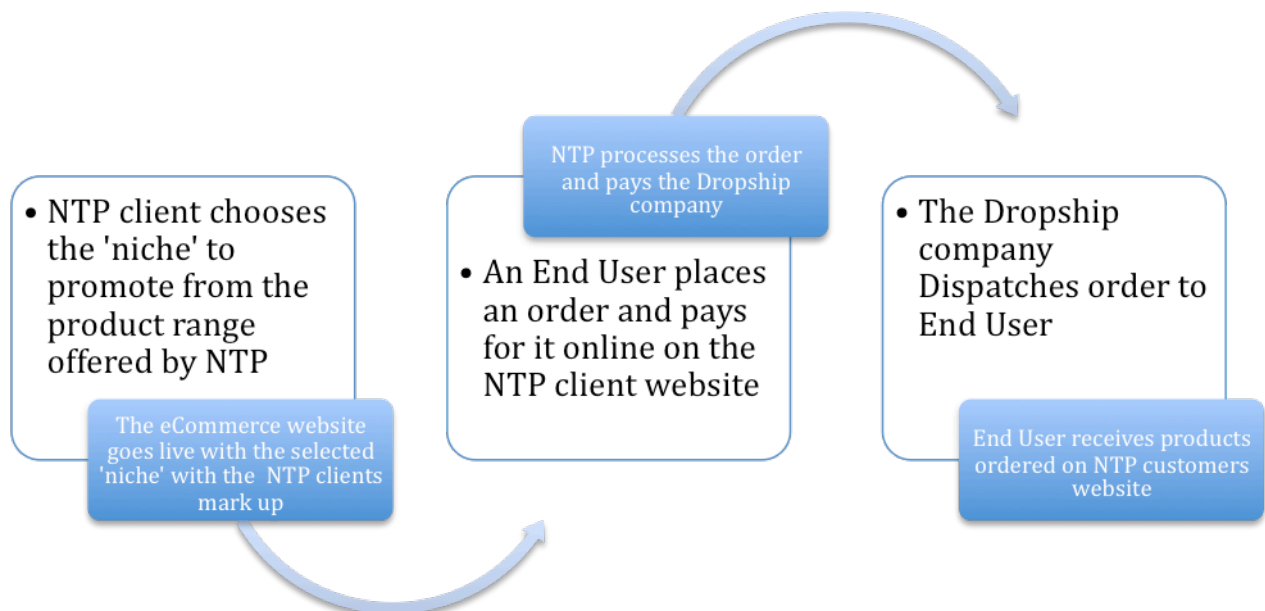 • NTP client chooses
the 'niche' to
promote from the
product range
offered by NTP
The eCommerce website
goes live with the selected
'niche' with the NTP clients
mark up
NTP processes the order
and pays the Dropship
company
• An End User places
an order and pays
for it online on the
NTP client website
• The Dropship
company
Dispatches order to
End User
End User receives products
ordered on NTP customers
website